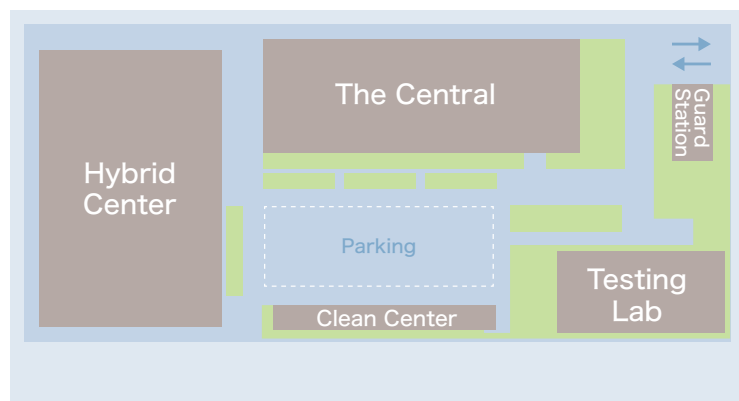 The Central
Guard
Station
Hybrid
Center
Parking
Testing
Lab
Clean Center